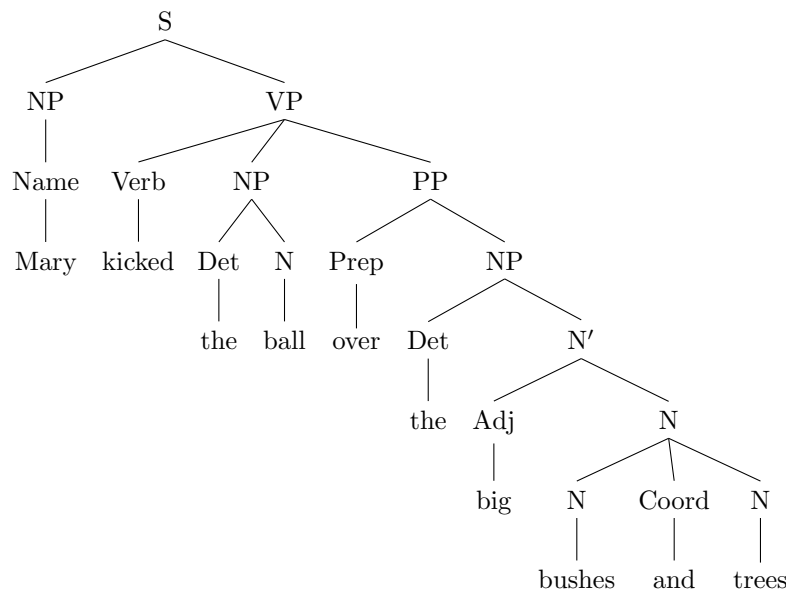 S
NP VP
Name Verb NP PP
Mary kicked Det N Prep NP
the ball over Det N′
the Adj N
big N Coord N
bushes and trees